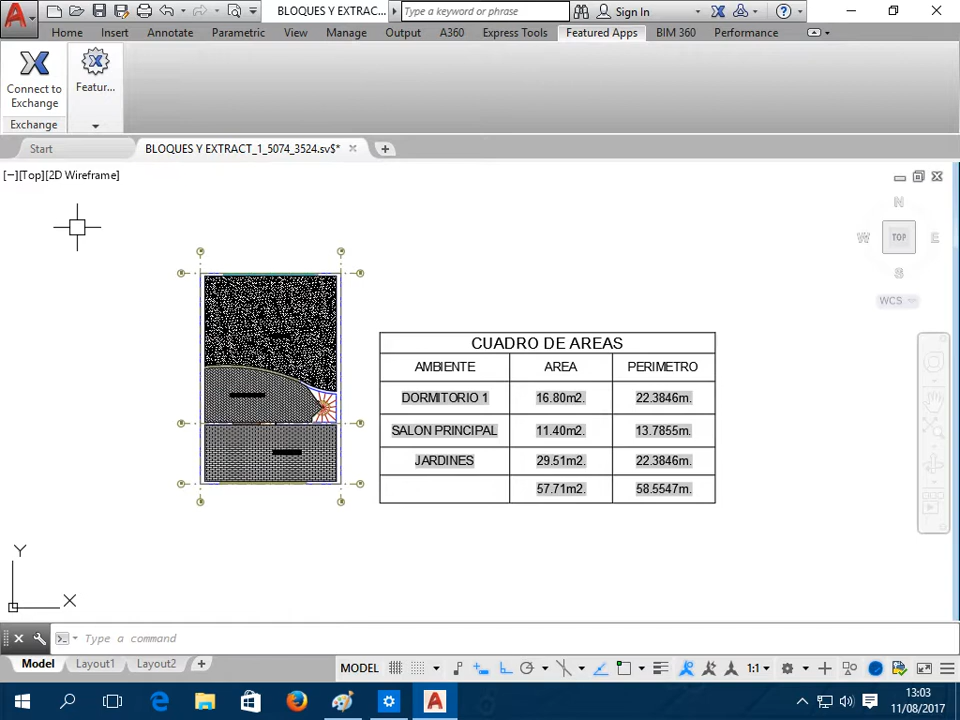 BLOQUES Y EXTRACT... Type a keyword or phrase Sign In
Home Insert Annotate Parametric View Manage Output A360 Express Tools Featured Apps BIM 360 Performance
Connect to
Exchange
Featur...
Exchange
Start BLOQUES Y EXTRACT_1_5074_3524.sv$*
[−][Top][2D Wireframe]
N
W TOP E
S
WCS
CUADRO DE AREAS
AMBIENTE AREA PERIMETRO
DORMITORIO 1 16.80m2. 22.3846m.
SALON PRINCIPAL 11.40m2. 13.7855m.
JARDINES 29.51m2. 22.3846m.
57.71m2. 58.5547m.
Y
X
Type a command
Model Layout1 Layout2 MODEL 1:1
13:03
11/08/2017